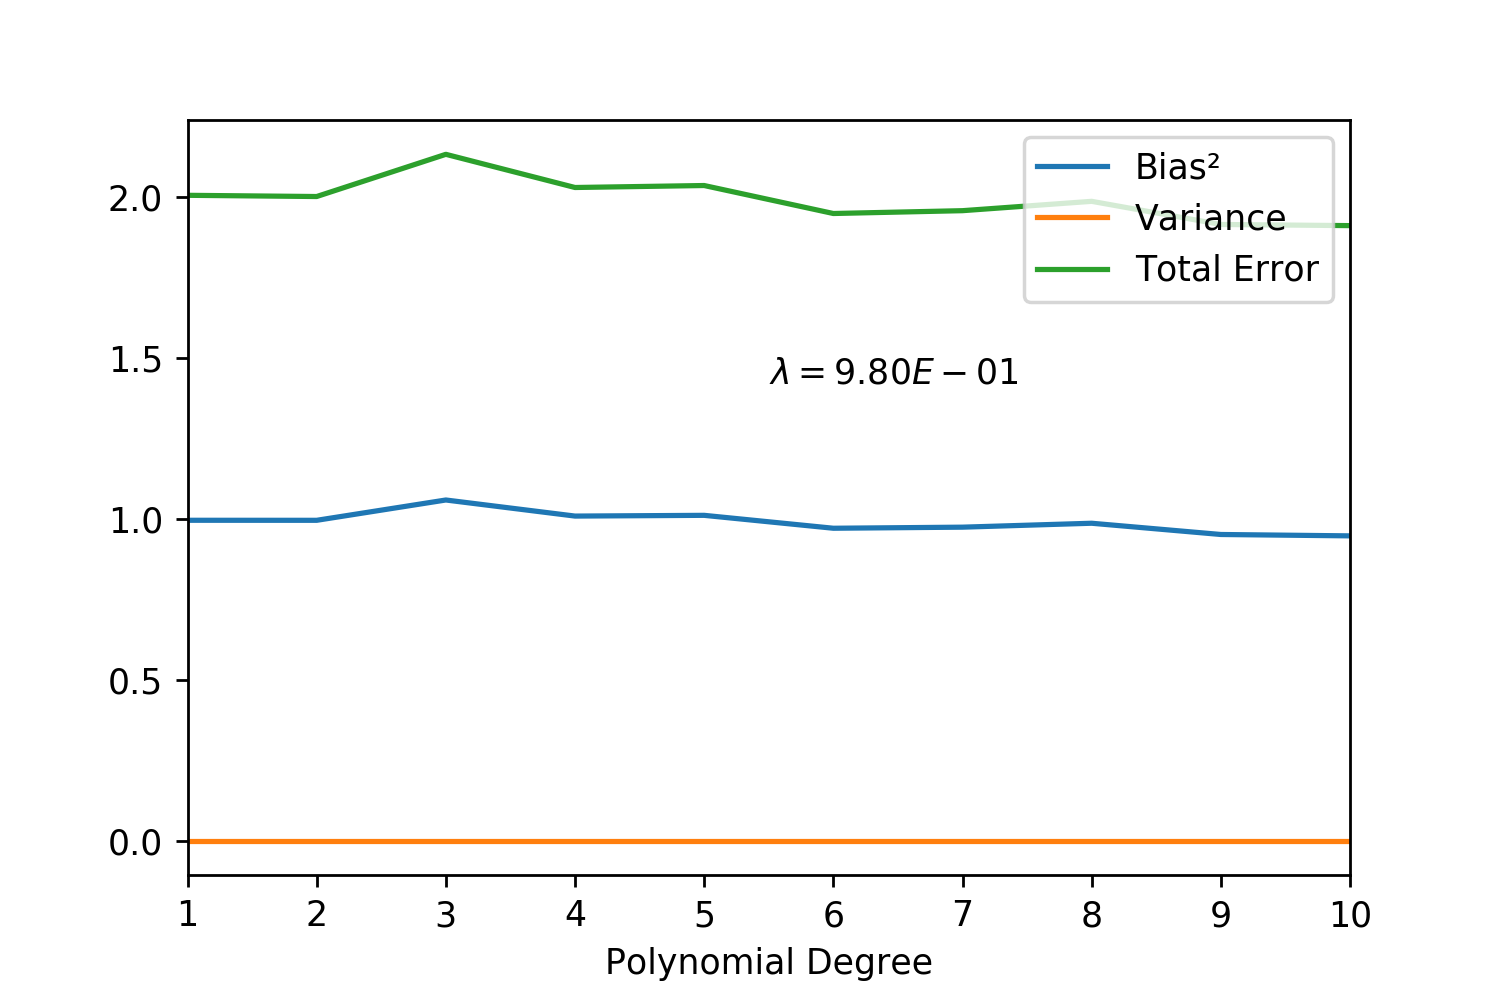 Bias²
Variance
Total Error
λ = 9.80E − 01
2.0
1.5
1.0
0.5
0.0
1 2 3 4 5 6 7 8 9 10
Polynomial Degree